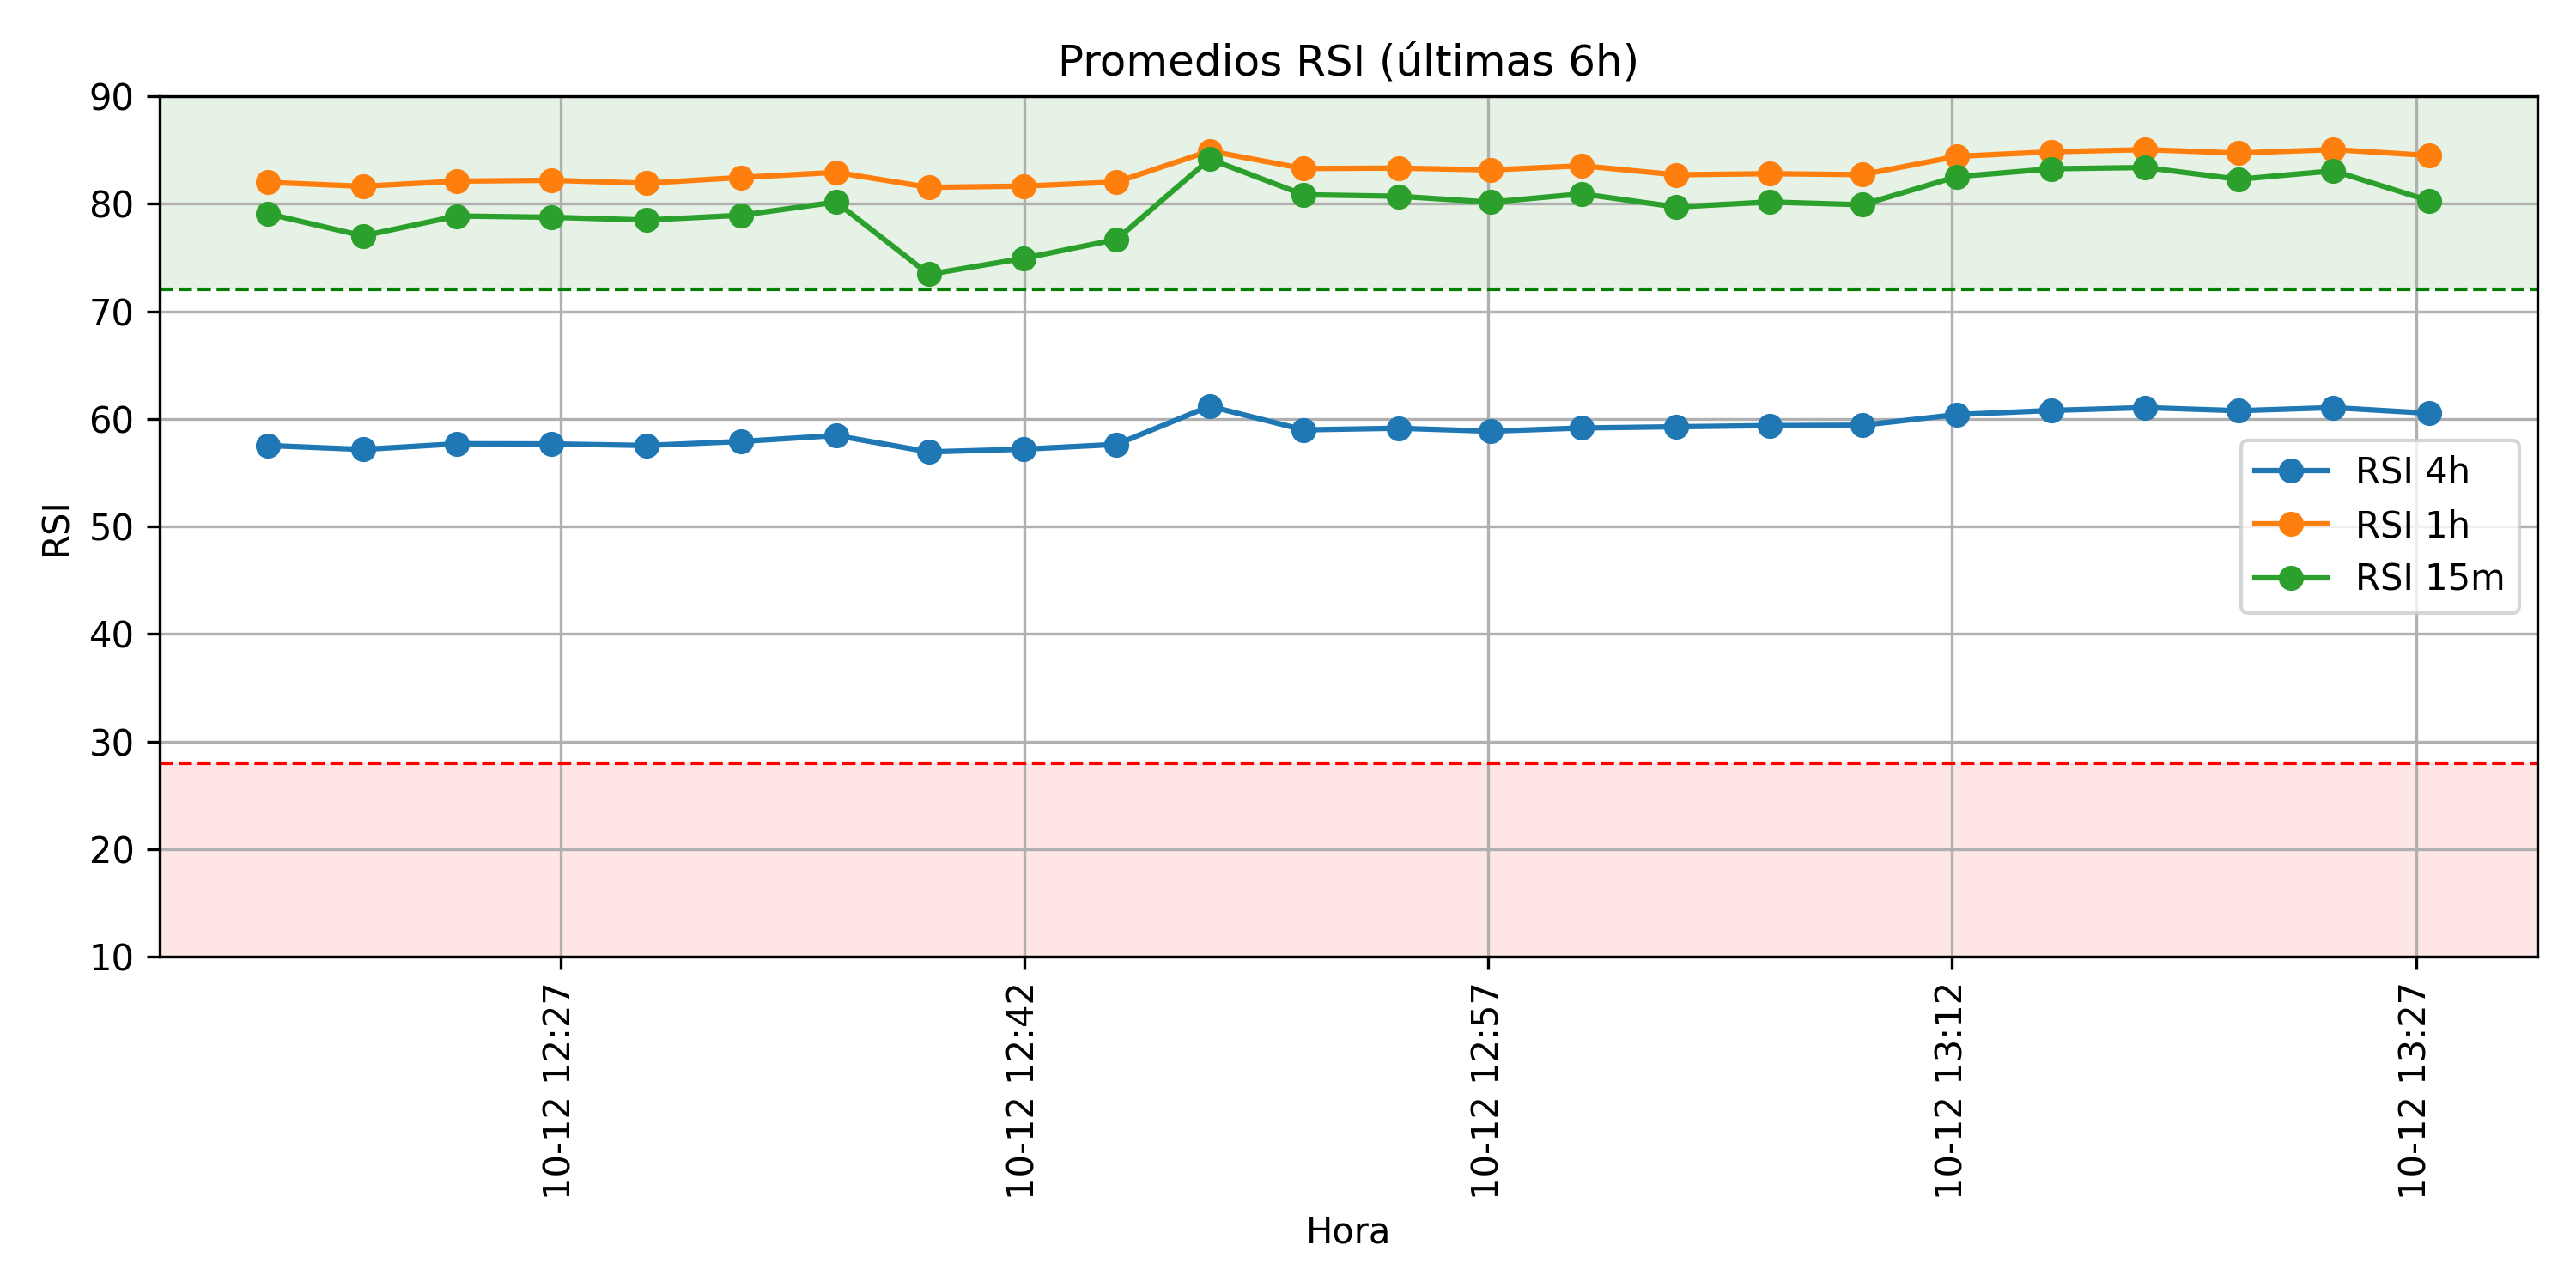 Promedios RSI (últimas 6h)
90
80
70
60
50
40
30
20
10
RSI
RSI 4h
RSI 1h
RSI 15m
10-12 12:27
10-12 12:42
10-12 12:57
10-12 13:12
10-12 13:27
Hora